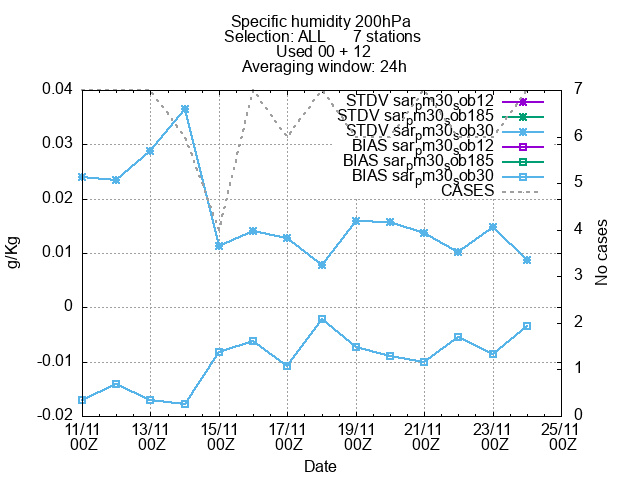 Specific humidity 200hPa
Selection: ALL 7 stations
Used 00 + 12
Averaging window: 24h
0.04
0.03
0.02
0.01
0
-0.01
-0.02
g/Kg
7
6
5
4
3
2
1
0
No cases
STDV sar_pm30_sob12
STDV sar_pm30_sob185
STDV sar_pm30_sob30
BIAS sar_pm30_sob12
BIAS sar_pm30_sob185
BIAS sar_pm30_sob30
CASES
11/11 13/11 15/11 17/11 19/11 21/11 23/11 25/11
00Z 00Z 00Z 00Z 00Z 00Z 00Z 00Z
Date